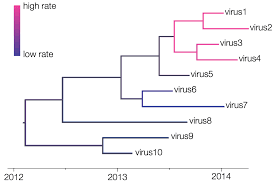 high rate
low rate
virus1
virus2
virus3
virus4
virus5
virus6
virus7
virus8
virus9
virus10
2012
2013
2014